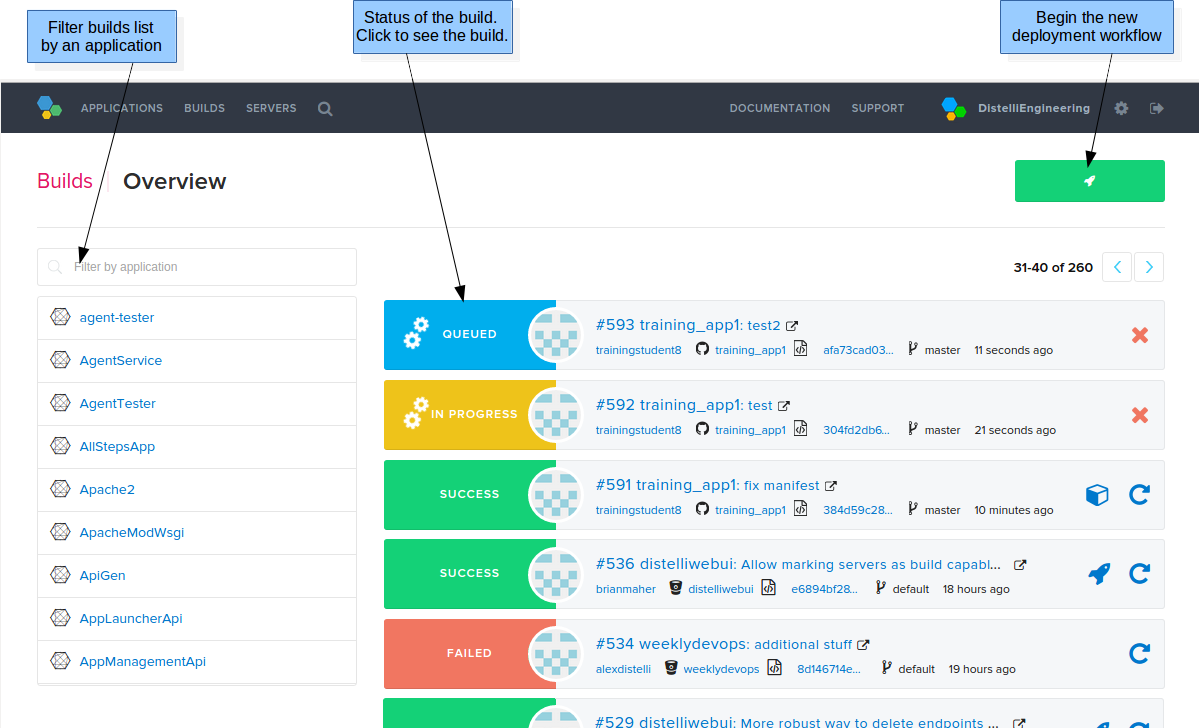 Filter builds list
by an application
Status of the build.
Click to see the build.
Begin the new
deployment workflow
APPLICATIONS BUILDS SERVERS DOCUMENTATION SUPPORT DistelliEngineering
Builds Overview
Filter by application
31-40 of 260
agent-tester
AgentService
AgentTester
AllStepsApp
Apache2
ApacheModWsgi
ApiGen
AppLauncherApi
AppManagementApi
QUEUED
#593 training_app1: test2
trainingstudent8 training_app1 afa73cad03... master 11 seconds ago
IN PROGRESS
#592 training_app1: test
trainingstudent8 training_app1 304fd2db6... master 21 seconds ago
SUCCESS
#591 training_app1: fix manifest
trainingstudent8 training_app1 384d59c28... master 10 minutes ago
SUCCESS
#536 distelliwebui: Allow marking servers as build capabl...
brianmaher distelliwebui e6894bf28... default 18 hours ago
FAILED
#534 weeklydevops: additional stuff
alexdistelli weeklydevops 8d146714e... default 19 hours ago
#529 distelliwebui: More robust way to delete endpoints ...